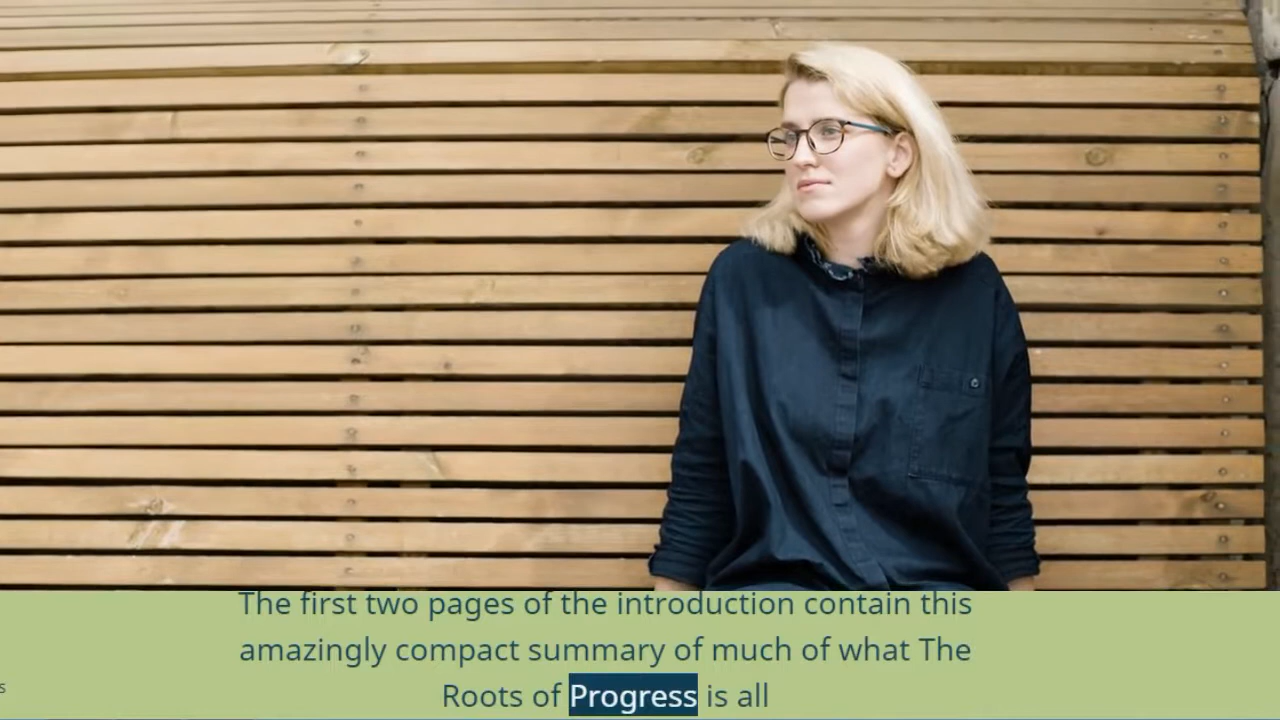 The first two pages of the introduction contain this
amazingly compact summary of much of what The
Roots of Progress is all
s